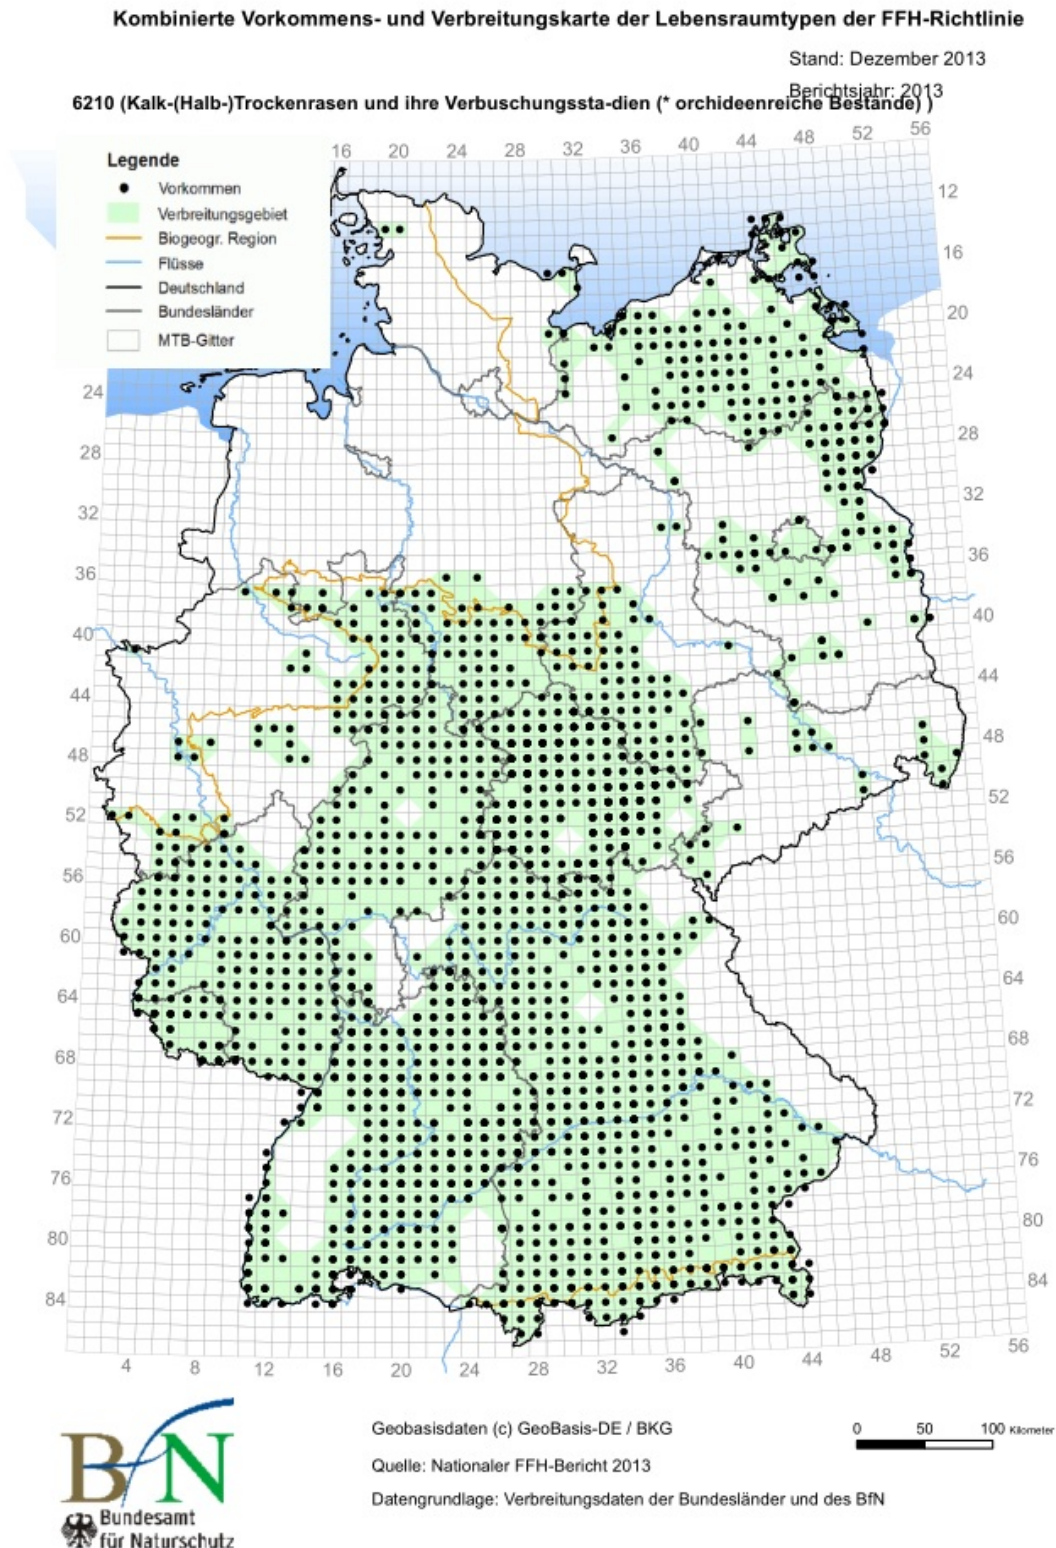 Kombinierte Vorkommens- und Verbreitungskarte der Lebensraumtypen der FFH-Richtlinie
Stand: Dezember 2013
Berichtsjahr: 2013
6210 (Kalk-(Halb-)Trockenrasen und ihre Verbuschungssta-dien (* orchideenreiche Bestände) )
Legende
Vorkommen
Verbreitungsgebiet
Biogeogr. Region
Flüsse
Deutschland
Bundesländer
MTB-Gitter
16 20 24 28 32 36 40 44 48 52 56
12
16
20
24
28
32
36
40
44
48
52
56
60
64
68
72
76
80
84
24
28
32
36
40
44
48
52
56
60
64
68
72
76
80
84
4 8 12 16 20 24 28 32 36 40 44 48 52 56
BfN
Bundesamt
für Naturschutz
Geobasisdaten (c) GeoBasis-DE / BKG
Quelle: Nationaler FFH-Bericht 2013
Datengrundlage: Verbreitungsdaten der Bundesländer und des BfN
0 50 100 Kilometer